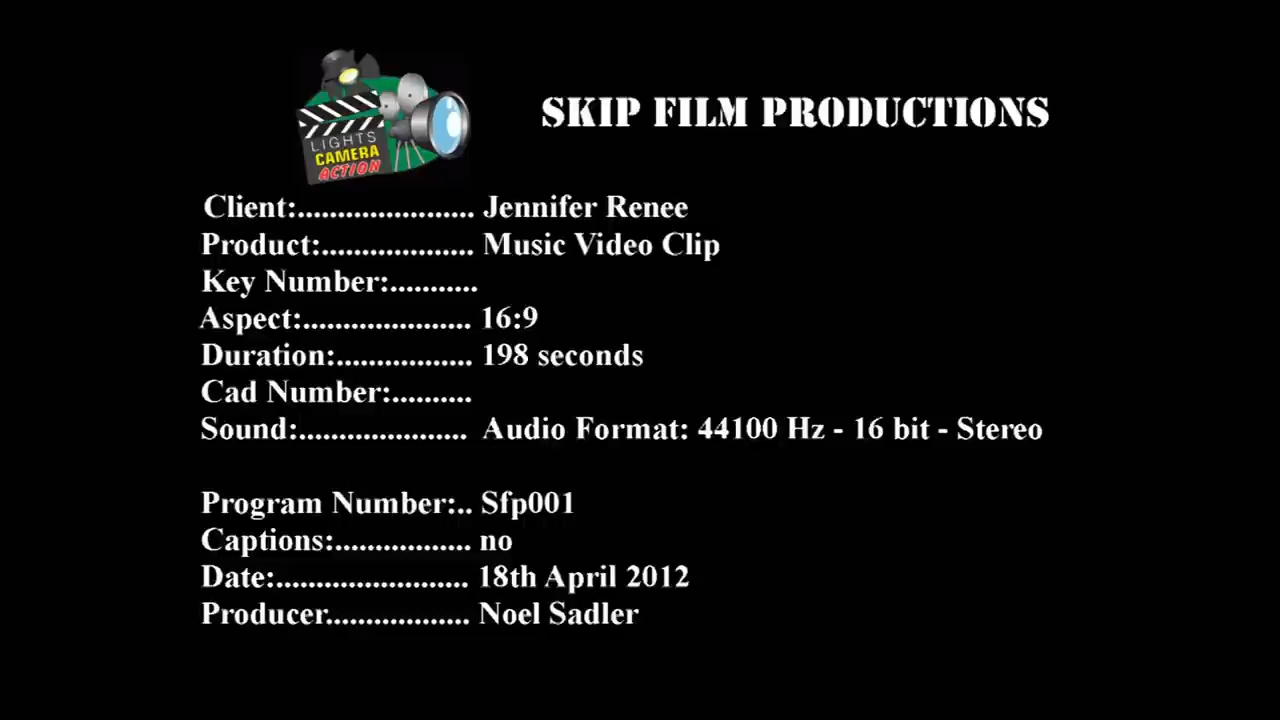 LIGHTS
CAMERA
ACTION
SKIP FILM PRODUCTIONS
Client:...................... Jennifer Renee
Product:................... Music Video Clip
Key Number:...........
Aspect:..................... 16:9
Duration:................. 198 seconds
Cad Number:..........
Sound:..................... Audio Format: 44100 Hz - 16 bit - Stereo
Program Number:.. Sfp001
Captions:................. no
Date:........................ 18th April 2012
Producer.................. Noel Sadler